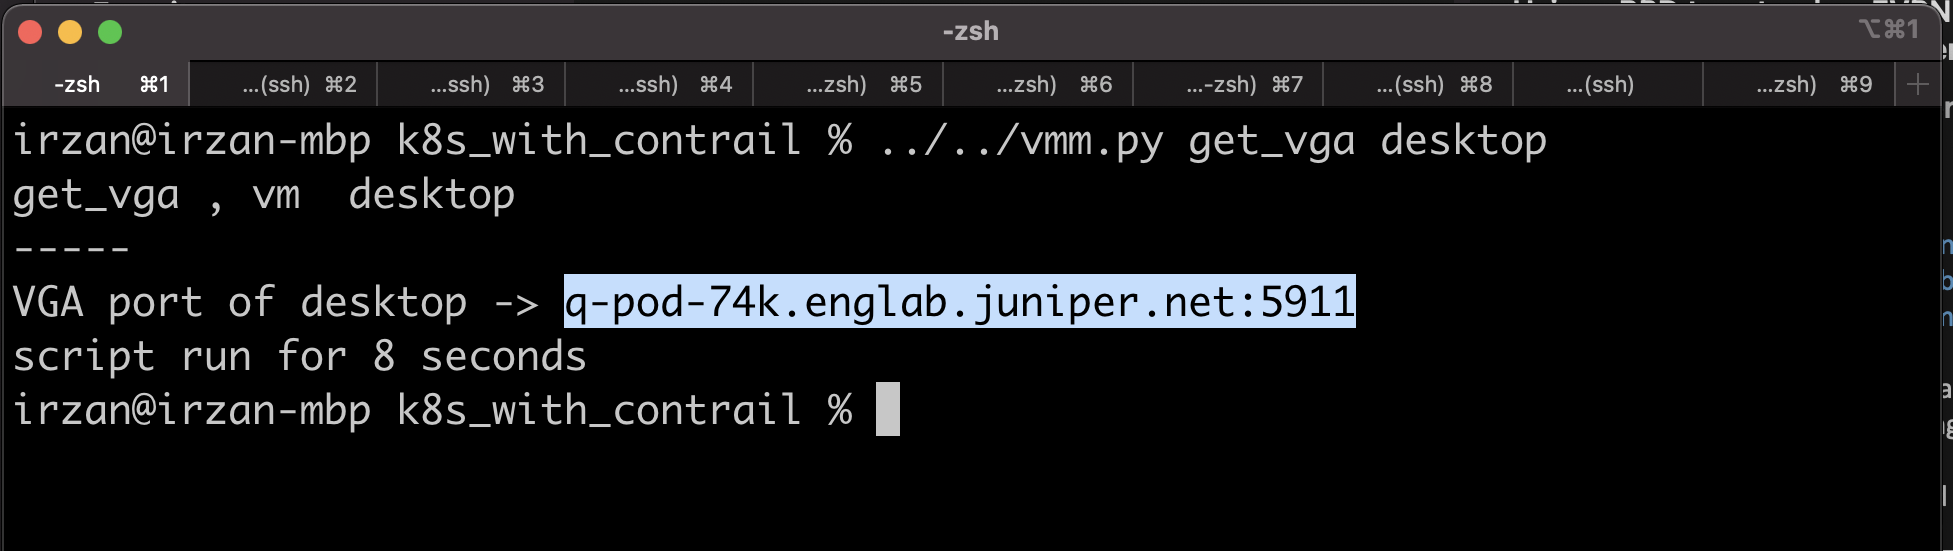 -zsh
⌥⌘1
-zsh ⌘1 ...(ssh) ⌘2 ...ssh) ⌘3 ...ssh) ⌘4 ...zsh) ⌘5 ...zsh) ⌘6 ...-zsh) ⌘7 ...(ssh) ⌘8 ...(ssh) ...zsh) ⌘9 +
irzan@irzan-mbp k8s_with_contrail % ../../vmm.py get_vga desktop
get_vga , vm  desktop
-----
VGA port of desktop -> q-pod-74k.englab.juniper.net:5911
script run for 8 seconds
irzan@irzan-mbp k8s_with_contrail %